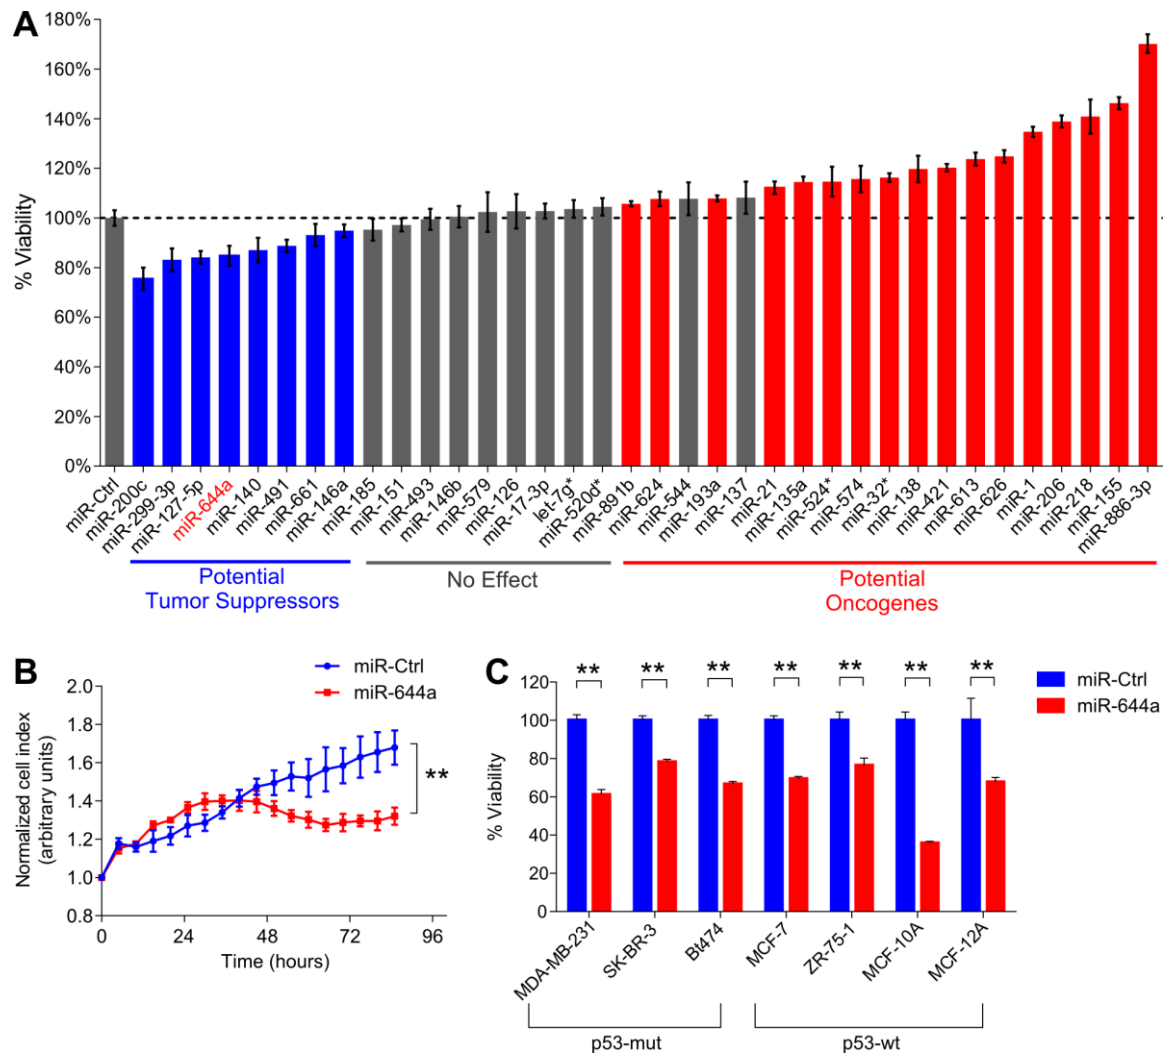 A
180%
160%
140%
120%
100%
80%
60%
40%
20%
0%
% Viability
miR-Ctrl
miR-200c
miR-299-3p
miR-127-5p
miR-644a
miR-140
miR-491
miR-661
miR-146a
miR-185
miR-151
miR-493
miR-146b
miR-579
miR-126
miR-17-3p
let-7g*
miR-520d*
miR-891b
miR-624
miR-544
miR-193a
miR-137
miR-21
miR-135a
miR-524*
miR-574
miR-32*
miR-138
miR-421
miR-613
miR-626
miR-1
miR-206
miR-218
miR-155
miR-886-3p
Potential
Tumor Suppressors
No Effect
Potential
Oncogenes
B
miR-Ctrl
miR-644a
2.0
1.8
1.6
1.4
1.2
1.0
0.8
Normalized cell index
(arbitrary units)
**
0
24
48
72
96
Time (hours)
C
** ** ** ** ** ** **
miR-Ctrl
miR-644a
120
100
80
60
40
20
0
% Viability
MDA-MB-231
SK-BR-3
Bt474
MCF-7
ZR-75-1
MCF-10A
MCF-12A
p53-mut
p53-wt